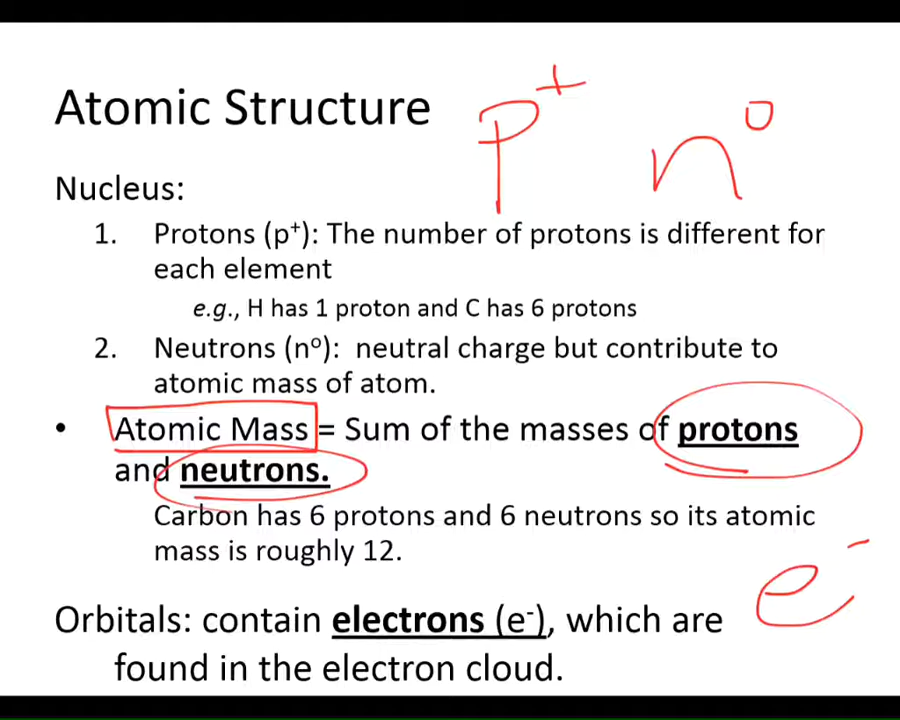 Atomic Structure
p⁺ n⁰
Nucleus:
1. Protons (p⁺): The number of protons is different for
each element
e.g., H has 1 proton and C has 6 protons
2. Neutrons (nᵒ): neutral charge but contribute to
atomic mass of atom.
• Atomic Mass = Sum of the masses of protons
and neutrons.
Carbon has 6 protons and 6 neutrons so its atomic
mass is roughly 12.
e⁻
Orbitals: contain electrons (e⁻), which are
found in the electron cloud.